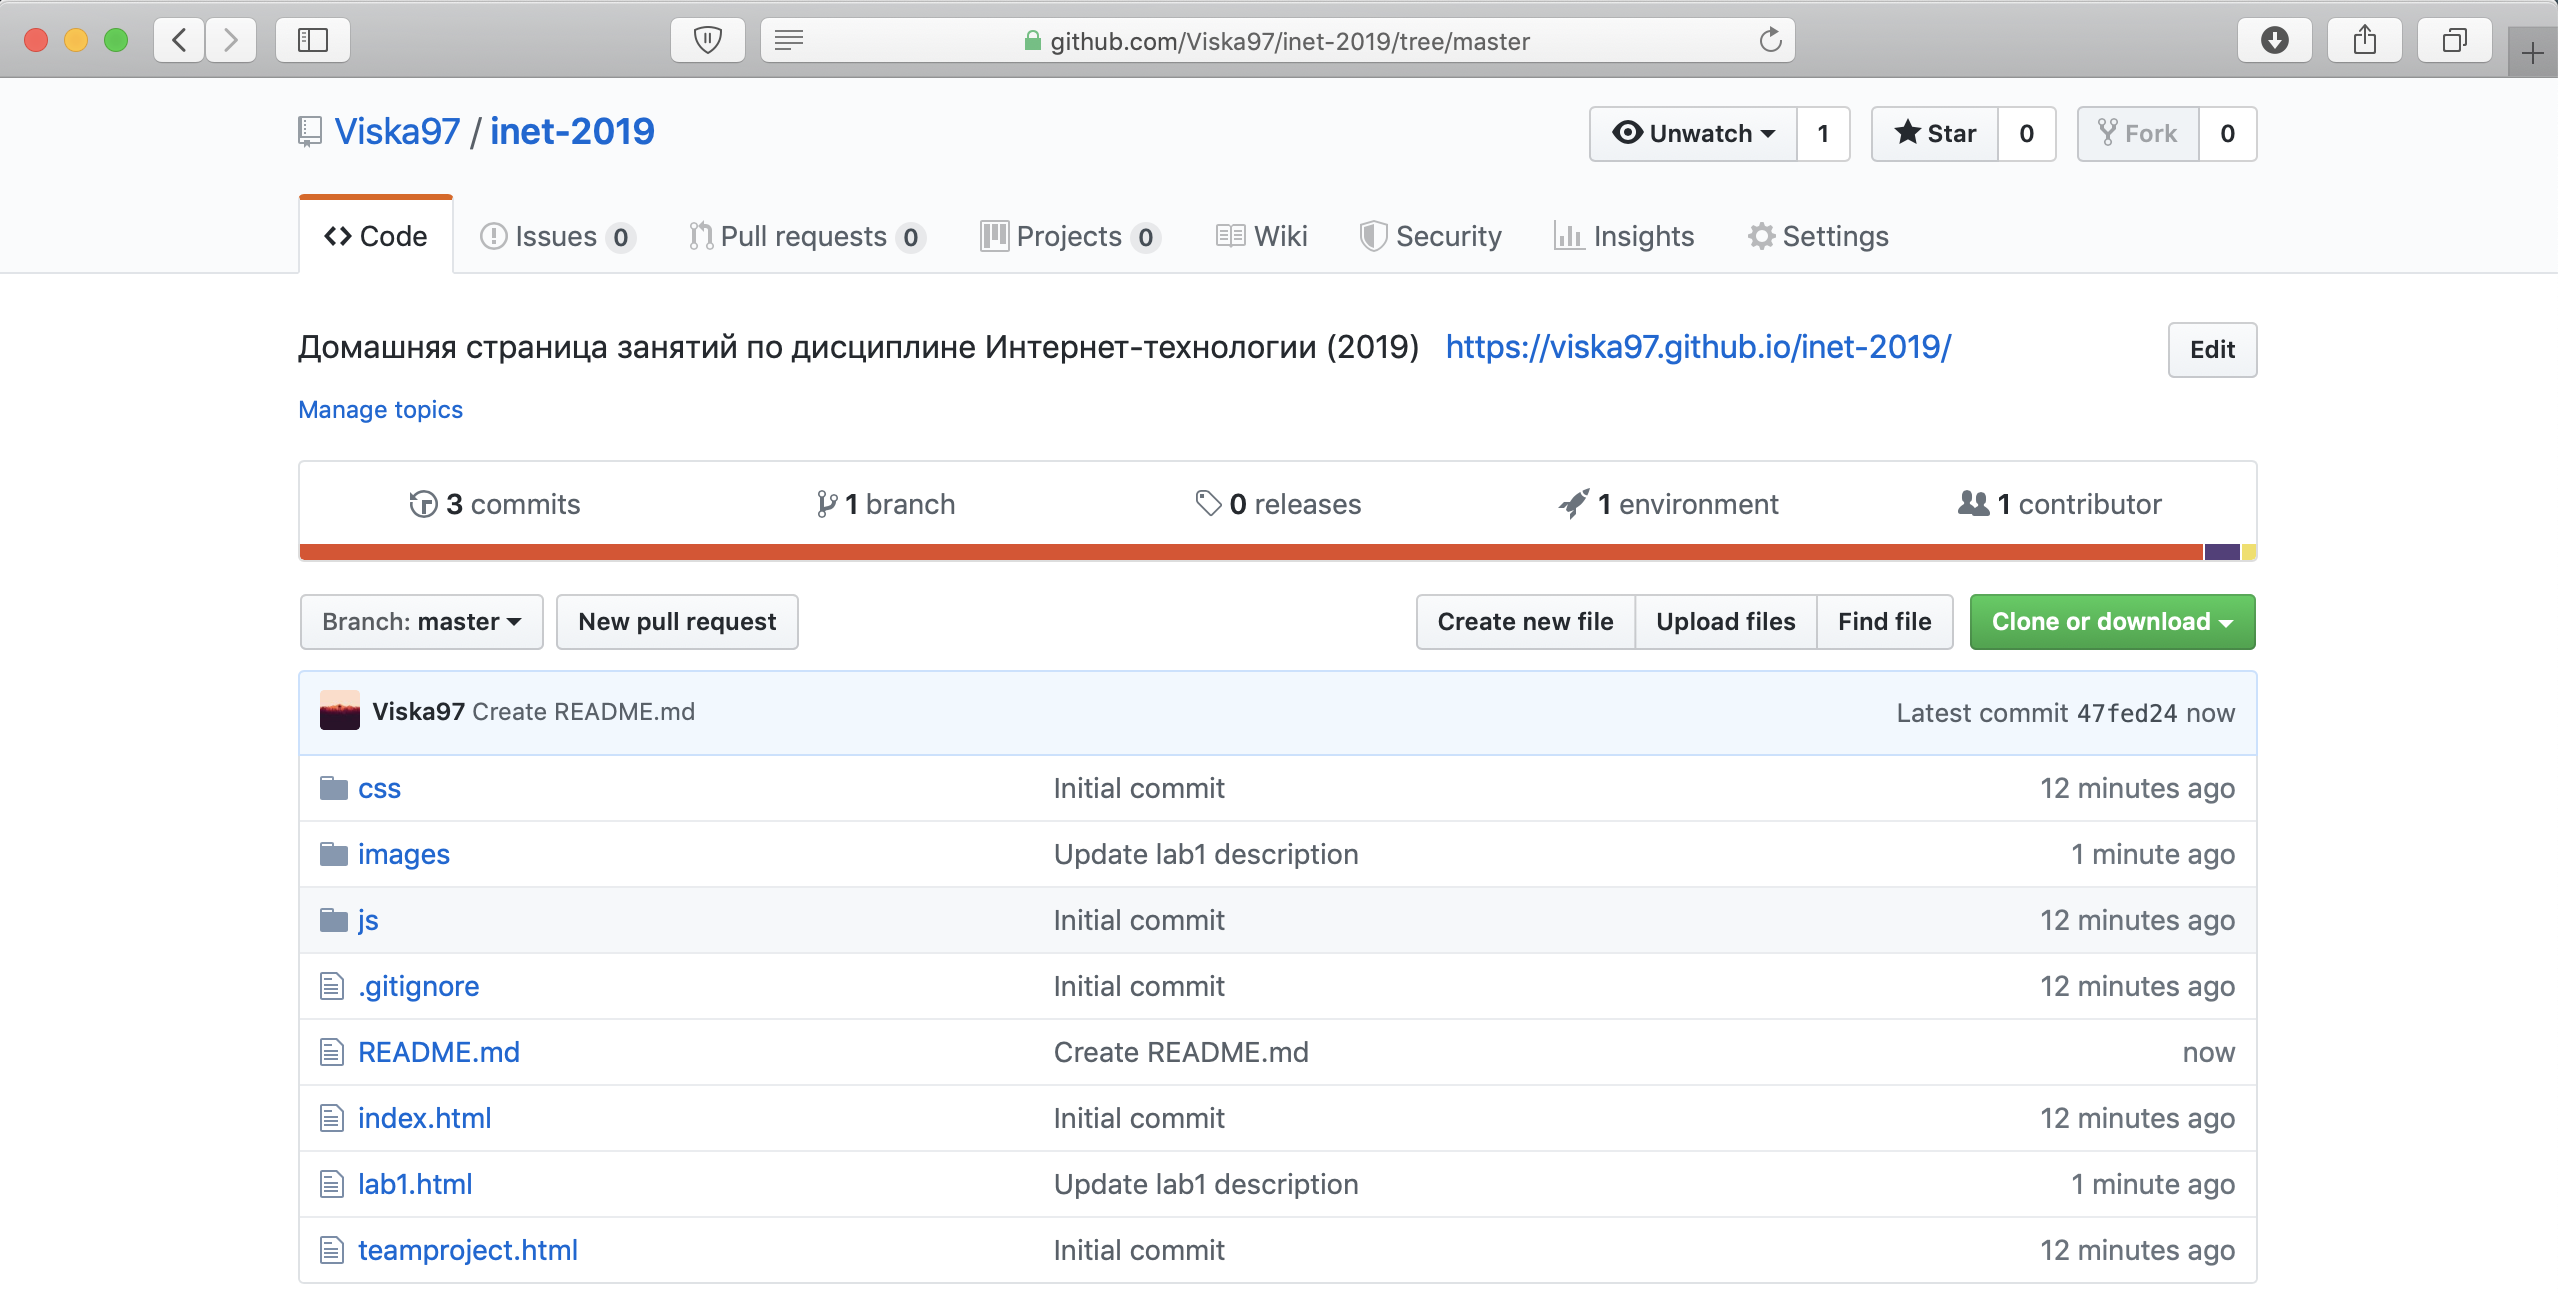 github.com/Viska97/inet-2019/tree/master
Viska97 / inet-2019
Unwatch 1 Star 0 Fork 0
Code Issues 0 Pull requests 0 Projects 0 Wiki Security Insights Settings
Домашняя страница занятий по дисциплине Интернет-технологии (2019) https://viska97.github.io/inet-2019/ Edit
Manage topics
3 commits 1 branch 0 releases 1 environment 1 contributor
Branch: master New pull request Create new file Upload files Find file Clone or download
Viska97 Create README.md Latest commit 47fed24 now
css Initial commit 12 minutes ago
images Update lab1 description 1 minute ago
js Initial commit 12 minutes ago
.gitignore Initial commit 12 minutes ago
README.md Create README.md now
index.html Initial commit 12 minutes ago
lab1.html Update lab1 description 1 minute ago
teamproject.html Initial commit 12 minutes ago